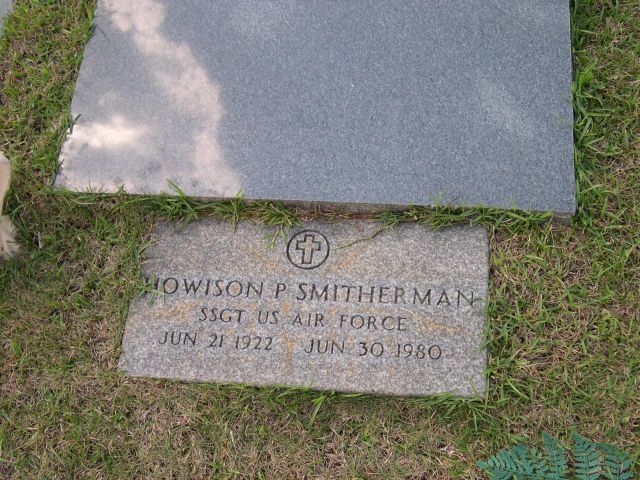 HOWISON P SMITHERMAN
SSGT US AIR FORCE
JUN 21 1922 JUN 30 1980